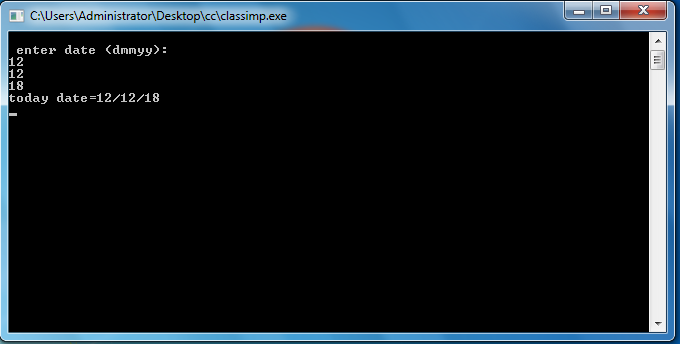 C:\Users\Administrator\Desktop\cc\classimp.exe
enter date (dmmyy):
12
12
18
today date=12/12/18